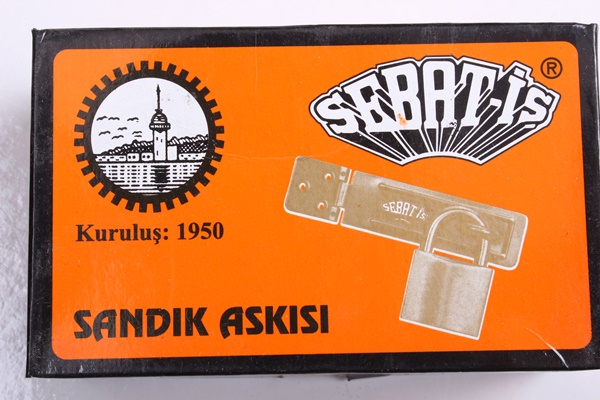 SEBAT-İŞ ®
SEBAT İŞ
Kuruluş: 1950
SANDIK ASKISI